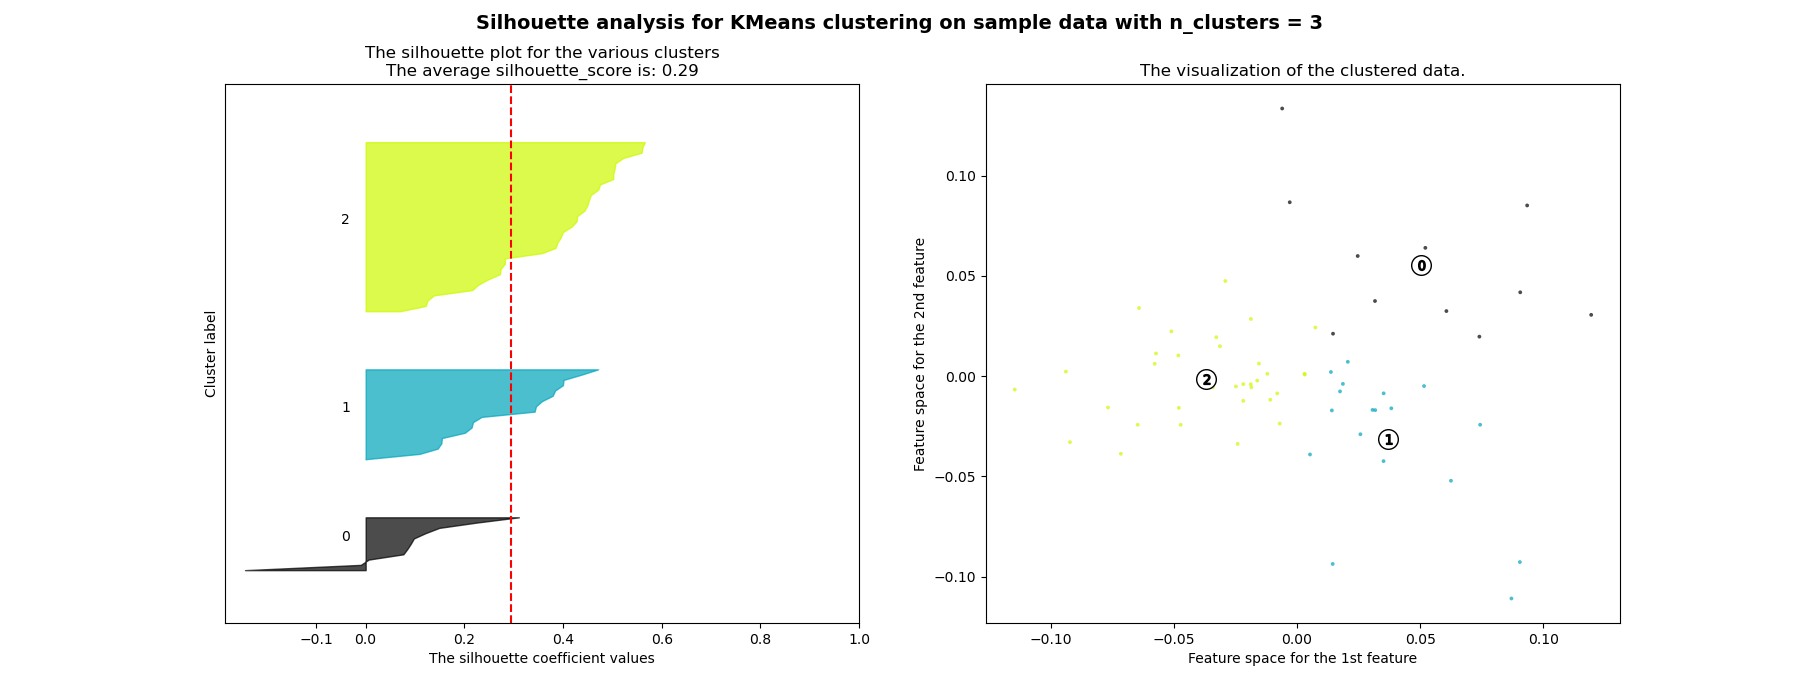 Silhouette analysis for KMeans clustering on sample data with n_clusters = 3
The silhouette plot for the various clusters
The average silhouette_score is: 0.29
Cluster label
2
1
0
−0.1 0.0 0.2 0.4 0.6 0.8 1.0
The silhouette coefficient values
The visualization of the clustered data.
Feature space for the 2nd feature
0.10
0.05
0.00
−0.05
−0.10
0
2
1
−0.10 −0.05 0.00 0.05 0.10
Feature space for the 1st feature